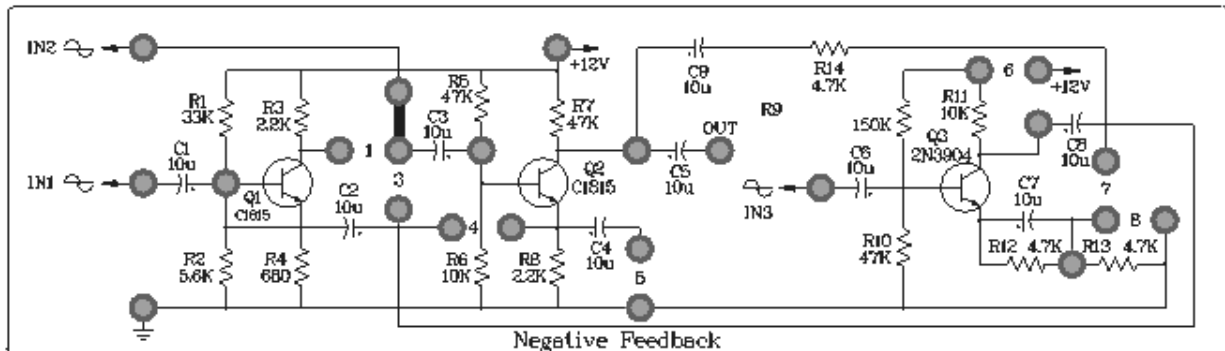 IN2
+12V
C9
10u
R14
4.7K
R9
150K
6
+12V
R1
33K
R3
2.2K
R5
47K
C3
10u
R7
47K
R11
10K
Q3
2N3904
OUT
C1
10u
1
3
IN1
Q1
C1815
C2
10u
4
Q2
C1815
C5
10u
IN3
C6
10u
C8
10u
7
C7
10u
8
R2
5.6K
R4
680
R6
10K
R8
2.2K
C4
10u
5
R10
47K
R12 4.7K
R13 4.7K
Negative Feedback